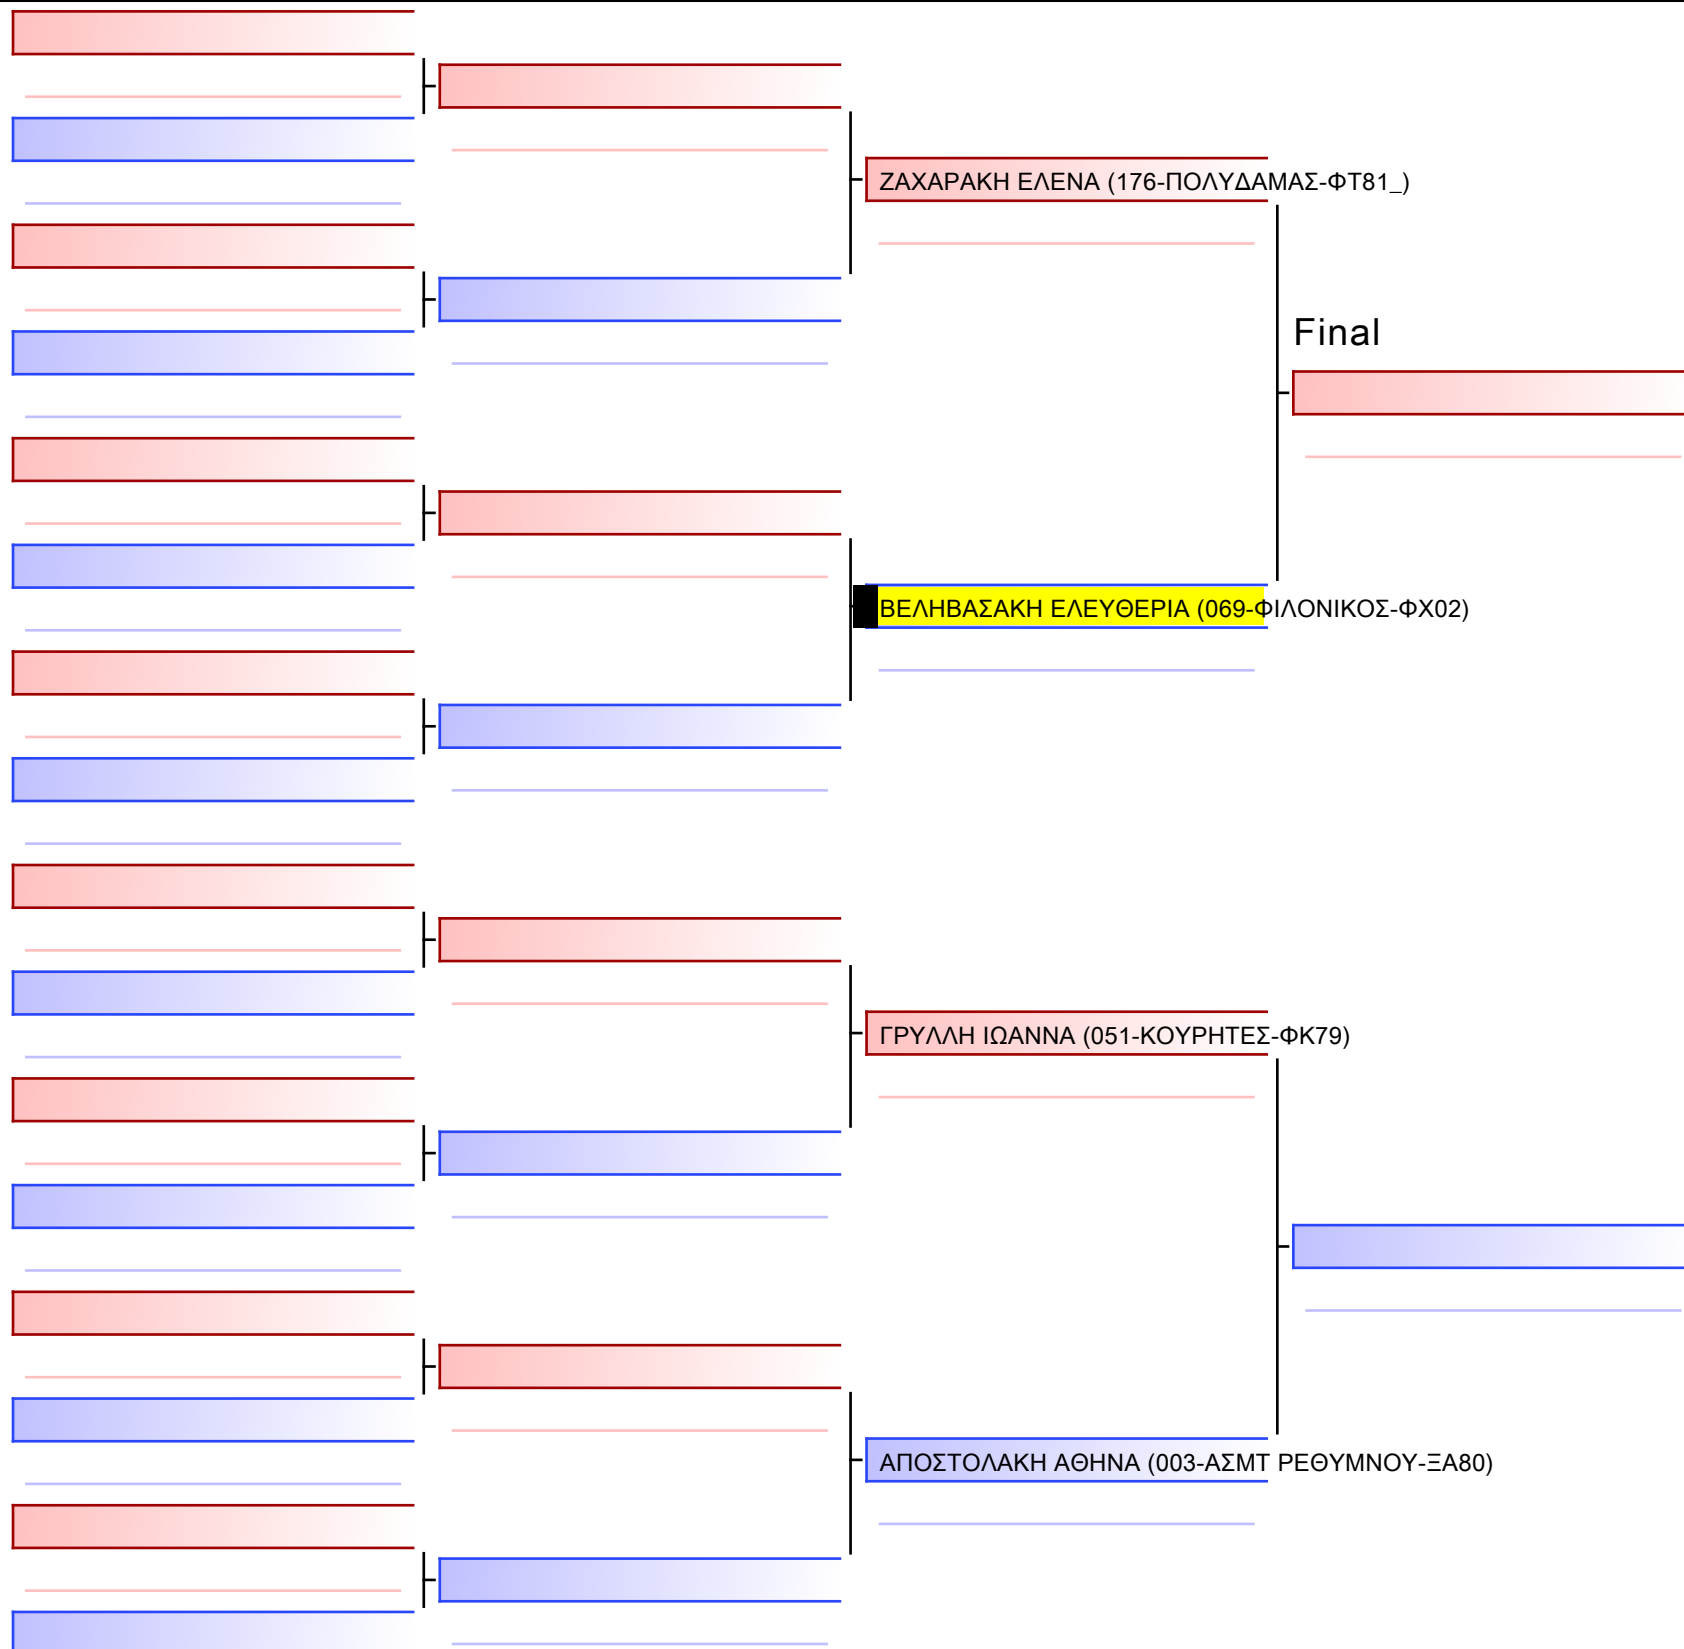 ΖΑΧΑΡΑΚΗ ΕΛΕΝΑ (176-ΠΟΛΥΔΑΜΑΣ-ΦΤ81_)
Final
ΒΕΛΗΒΑΣΑΚΗ ΕΛΕΥΘΕΡΙΑ (069-ΦΙΛΟΝΙΚΟΣ-ΦΧ02)
ΓΡΥΛΛΗ ΙΩΑΝΝΑ (051-ΚΟΥΡΗΤΕΣ-ΦΚ79)
ΑΠΟΣΤΟΛΑΚΗ ΑΘΗΝΑ (003-ΑΣΜΤ ΡΕΘΥΜΝΟΥ-ΞΑ80)